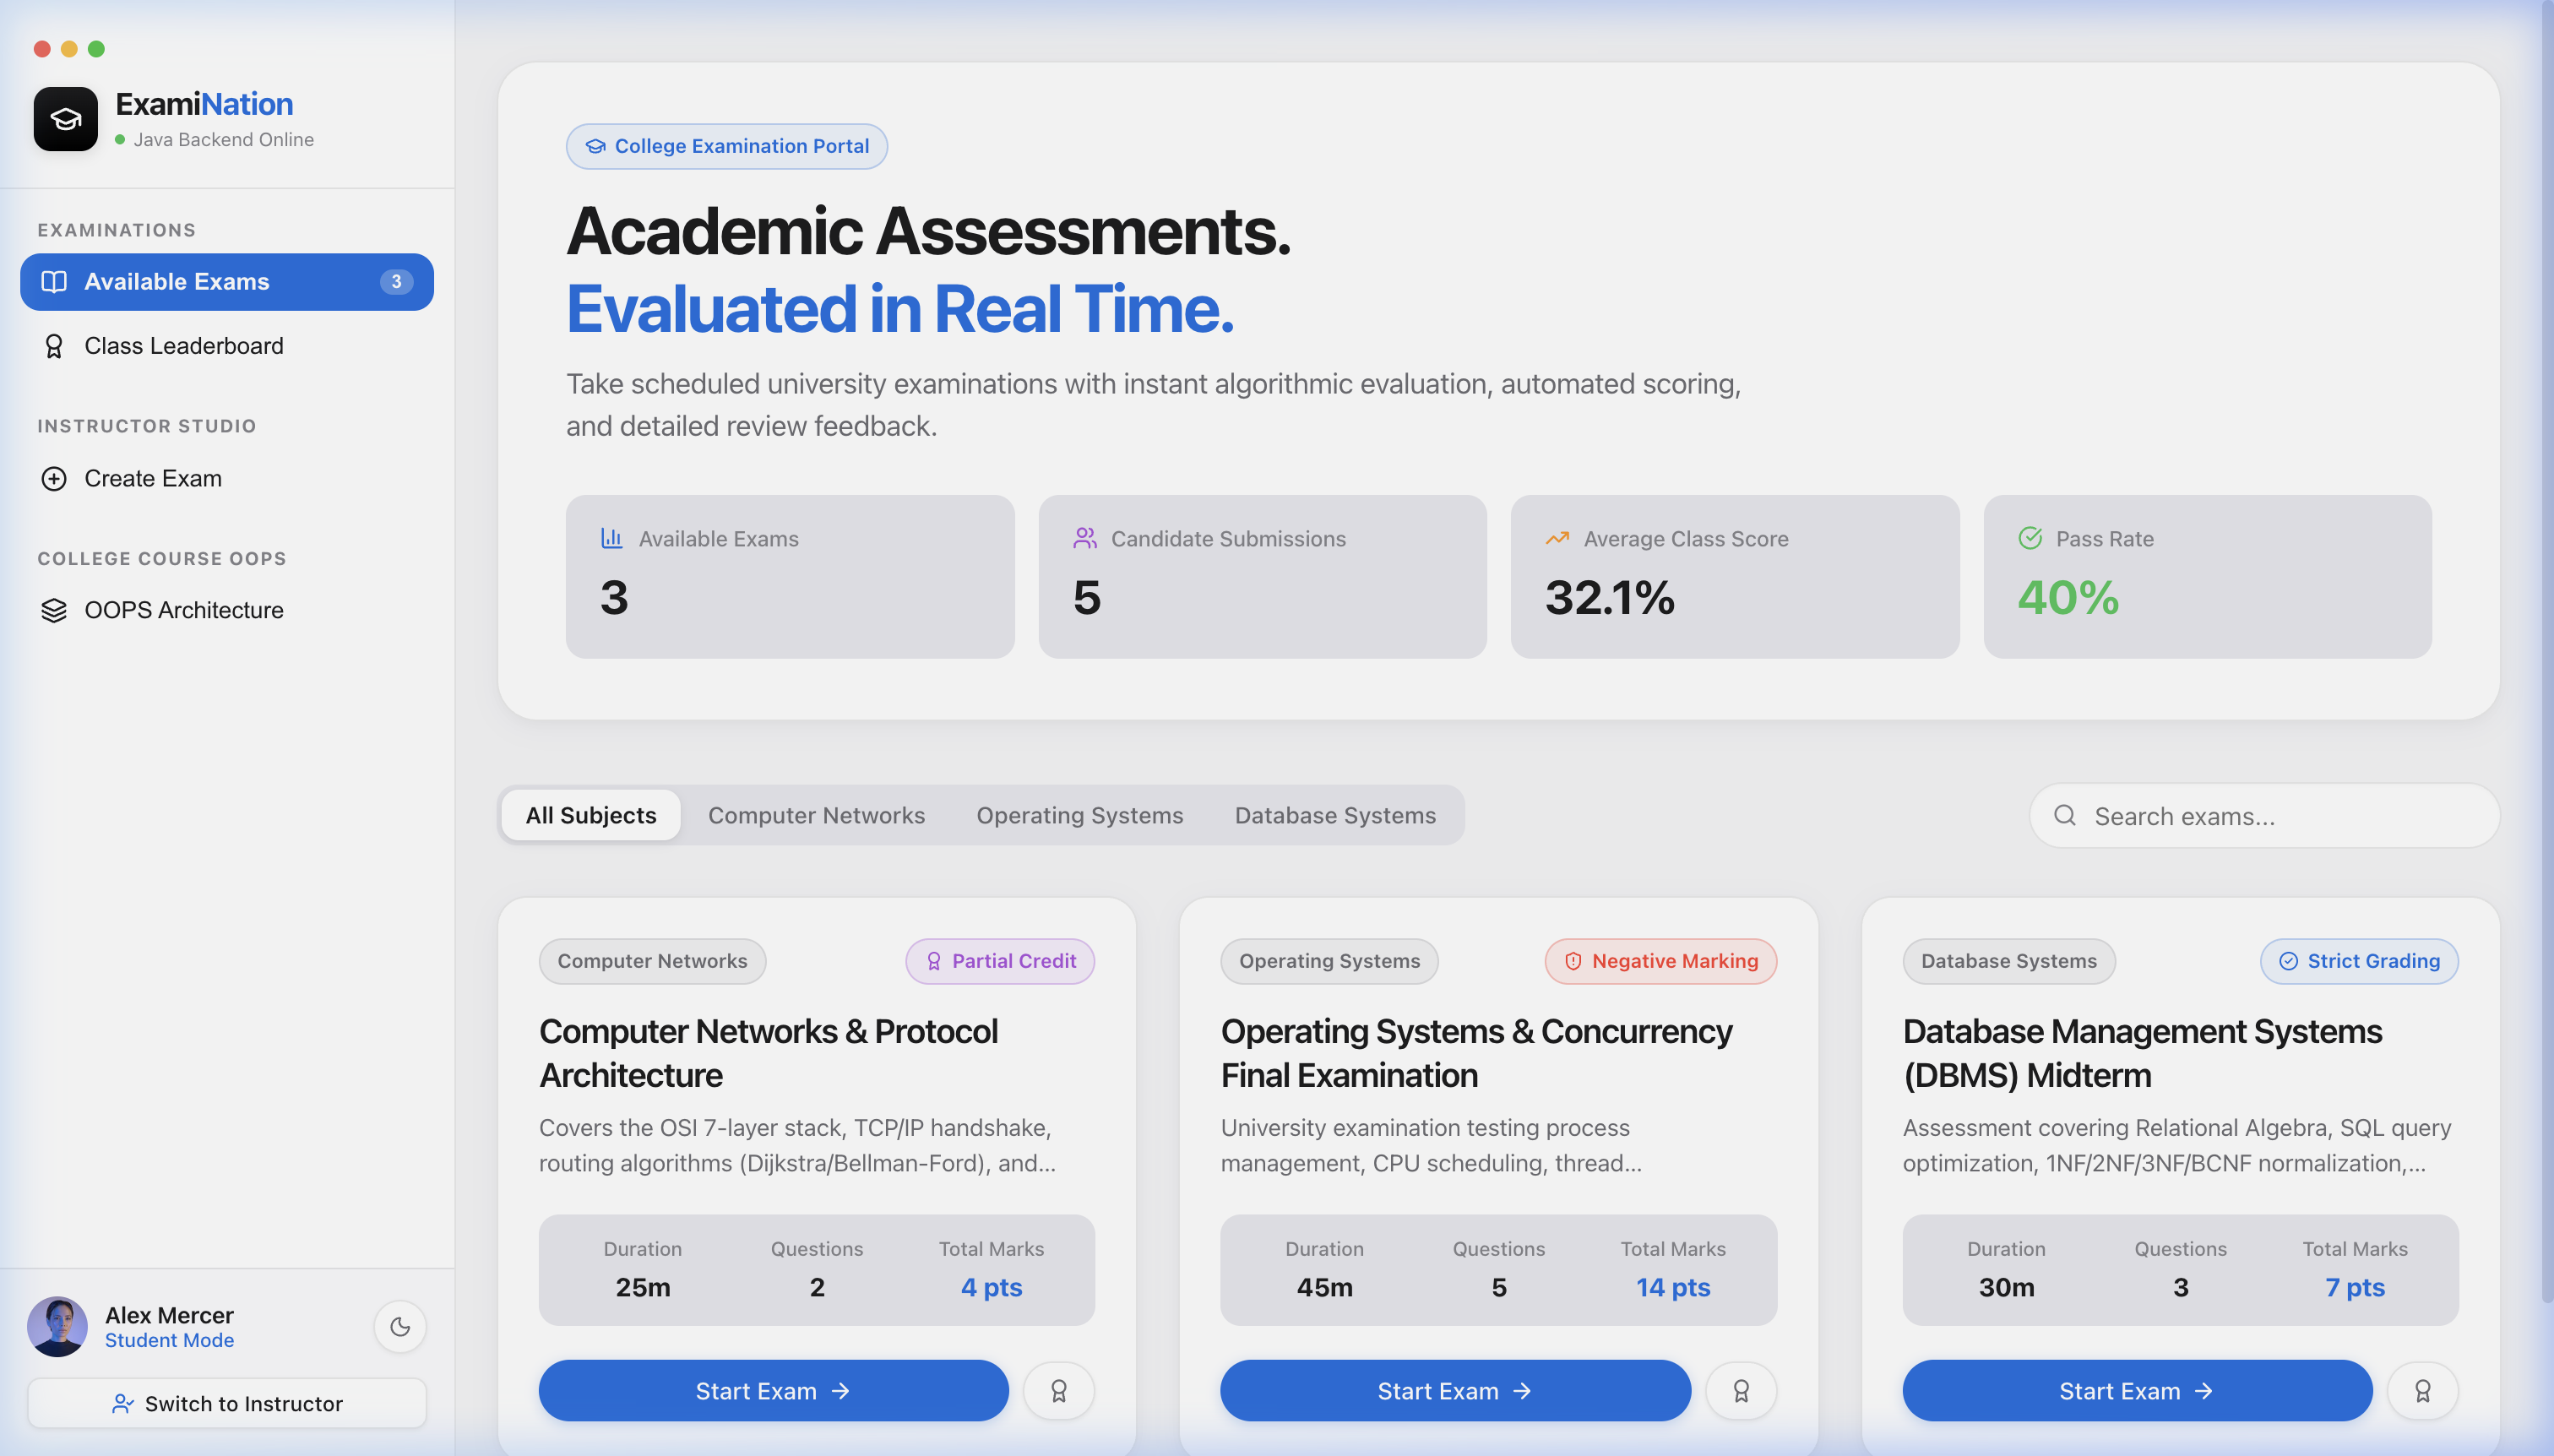 ExamiNation
Java Backend Online
EXAMINATIONS
Available Exams 3
Class Leaderboard
INSTRUCTOR STUDIO
Create Exam
COLLEGE COURSE OOPS
OOPS Architecture
Alex Mercer
Student Mode
Switch to Instructor
College Examination Portal
Academic Assessments.
Evaluated in Real Time.
Take scheduled university examinations with instant algorithmic evaluation, automated scoring,
and detailed review feedback.
Available Exams
3
Candidate Submissions
5
Average Class Score
32.1%
Pass Rate
40%
All Subjects Computer Networks Operating Systems Database Systems
Search exams...
Computer Networks Partial Credit
Computer Networks & Protocol
Architecture
Covers the OSI 7-layer stack, TCP/IP handshake,
routing algorithms (Dijkstra/Bellman-Ford), and...
Duration Questions Total Marks
25m 2 4 pts
Start Exam →
Operating Systems Negative Marking
Operating Systems & Concurrency
Final Examination
University examination testing process
management, CPU scheduling, thread...
Duration Questions Total Marks
45m 5 14 pts
Start Exam →
Database Systems Strict Grading
Database Management Systems
(DBMS) Midterm
Assessment covering Relational Algebra, SQL query
optimization, 1NF/2NF/3NF/BCNF normalization,...
Duration Questions Total Marks
30m 3 7 pts
Start Exam →